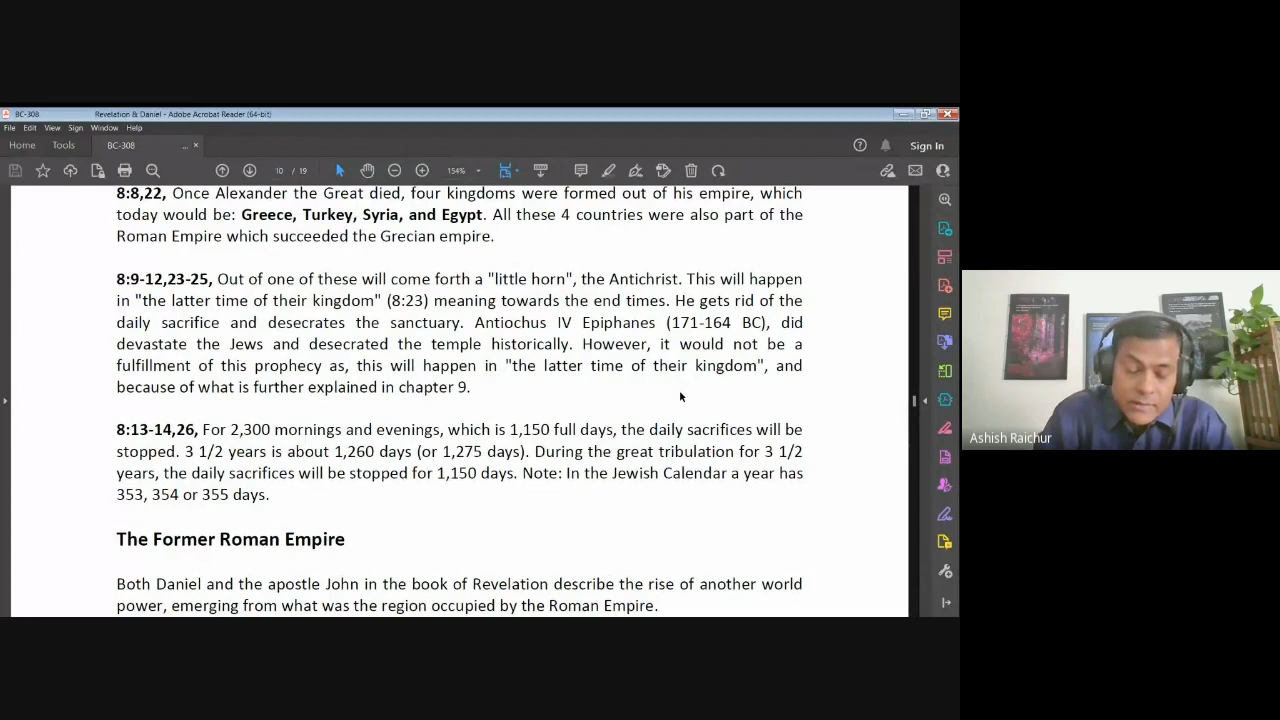 BC-308 Revelation & Daniel - Adobe Acrobat Reader (64-bit)
File Edit View Sign Window Help
Home Tools BC-308 ... ×
Sign In
10 / 19
154%
8:8,22, Once Alexander the Great died, four kingdoms were formed out of his empire, which
today would be: Greece, Turkey, Syria, and Egypt. All these 4 countries were also part of the
Roman Empire which succeeded the Grecian empire.
8:9-12,23-25, Out of one of these will come forth a "little horn", the Antichrist. This will happen
in "the latter time of their kingdom" (8:23) meaning towards the end times. He gets rid of the
daily sacrifice and desecrates the sanctuary. Antiochus IV Epiphanes (171-164 BC), did
devastate the Jews and desecrated the temple historically. However, it would not be a
fulfillment of this prophecy as, this will happen in "the latter time of their kingdom", and
because of what is further explained in chapter 9.
8:13-14,26, For 2,300 mornings and evenings, which is 1,150 full days, the daily sacrifices will be
stopped. 3 1/2 years is about 1,260 days (or 1,275 days). During the great tribulation for 3 1/2
years, the daily sacrifices will be stopped for 1,150 days. Note: In the Jewish Calendar a year has
353, 354 or 355 days.
The Former Roman Empire
Both Daniel and the apostle John in the book of Revelation describe the rise of another world
power, emerging from what was the region occupied by the Roman Empire.
Ashish Raichur